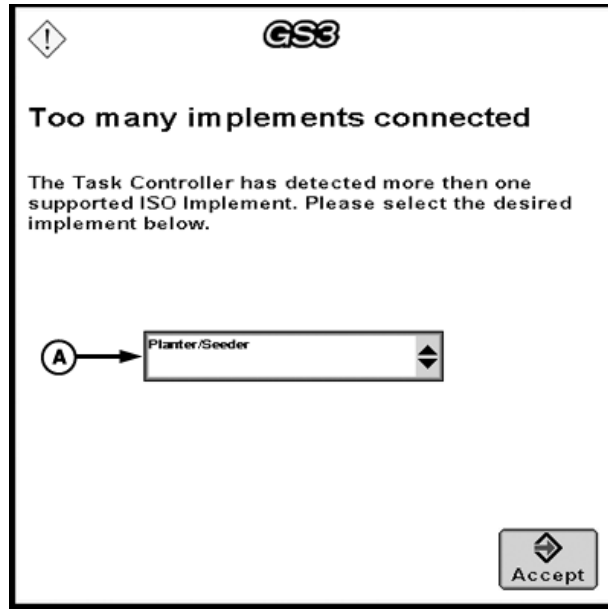 GS3
Too many implements connected
The Task Controller has detected more then one
supported ISO Implement. Please select the desired
implement below.
A
Planter/Seeder
Accept